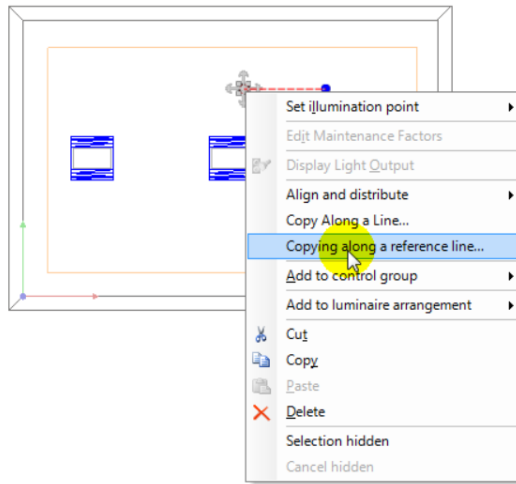 Set illumination point
Edit Maintenance Factors
Display Light Output
Align and distribute
Copy Along a Line...
Copying along a reference line...
Add to control group
Add to luminaire arrangement
Cut
Copy
Paste
Delete
Selection hidden
Cancel hidden